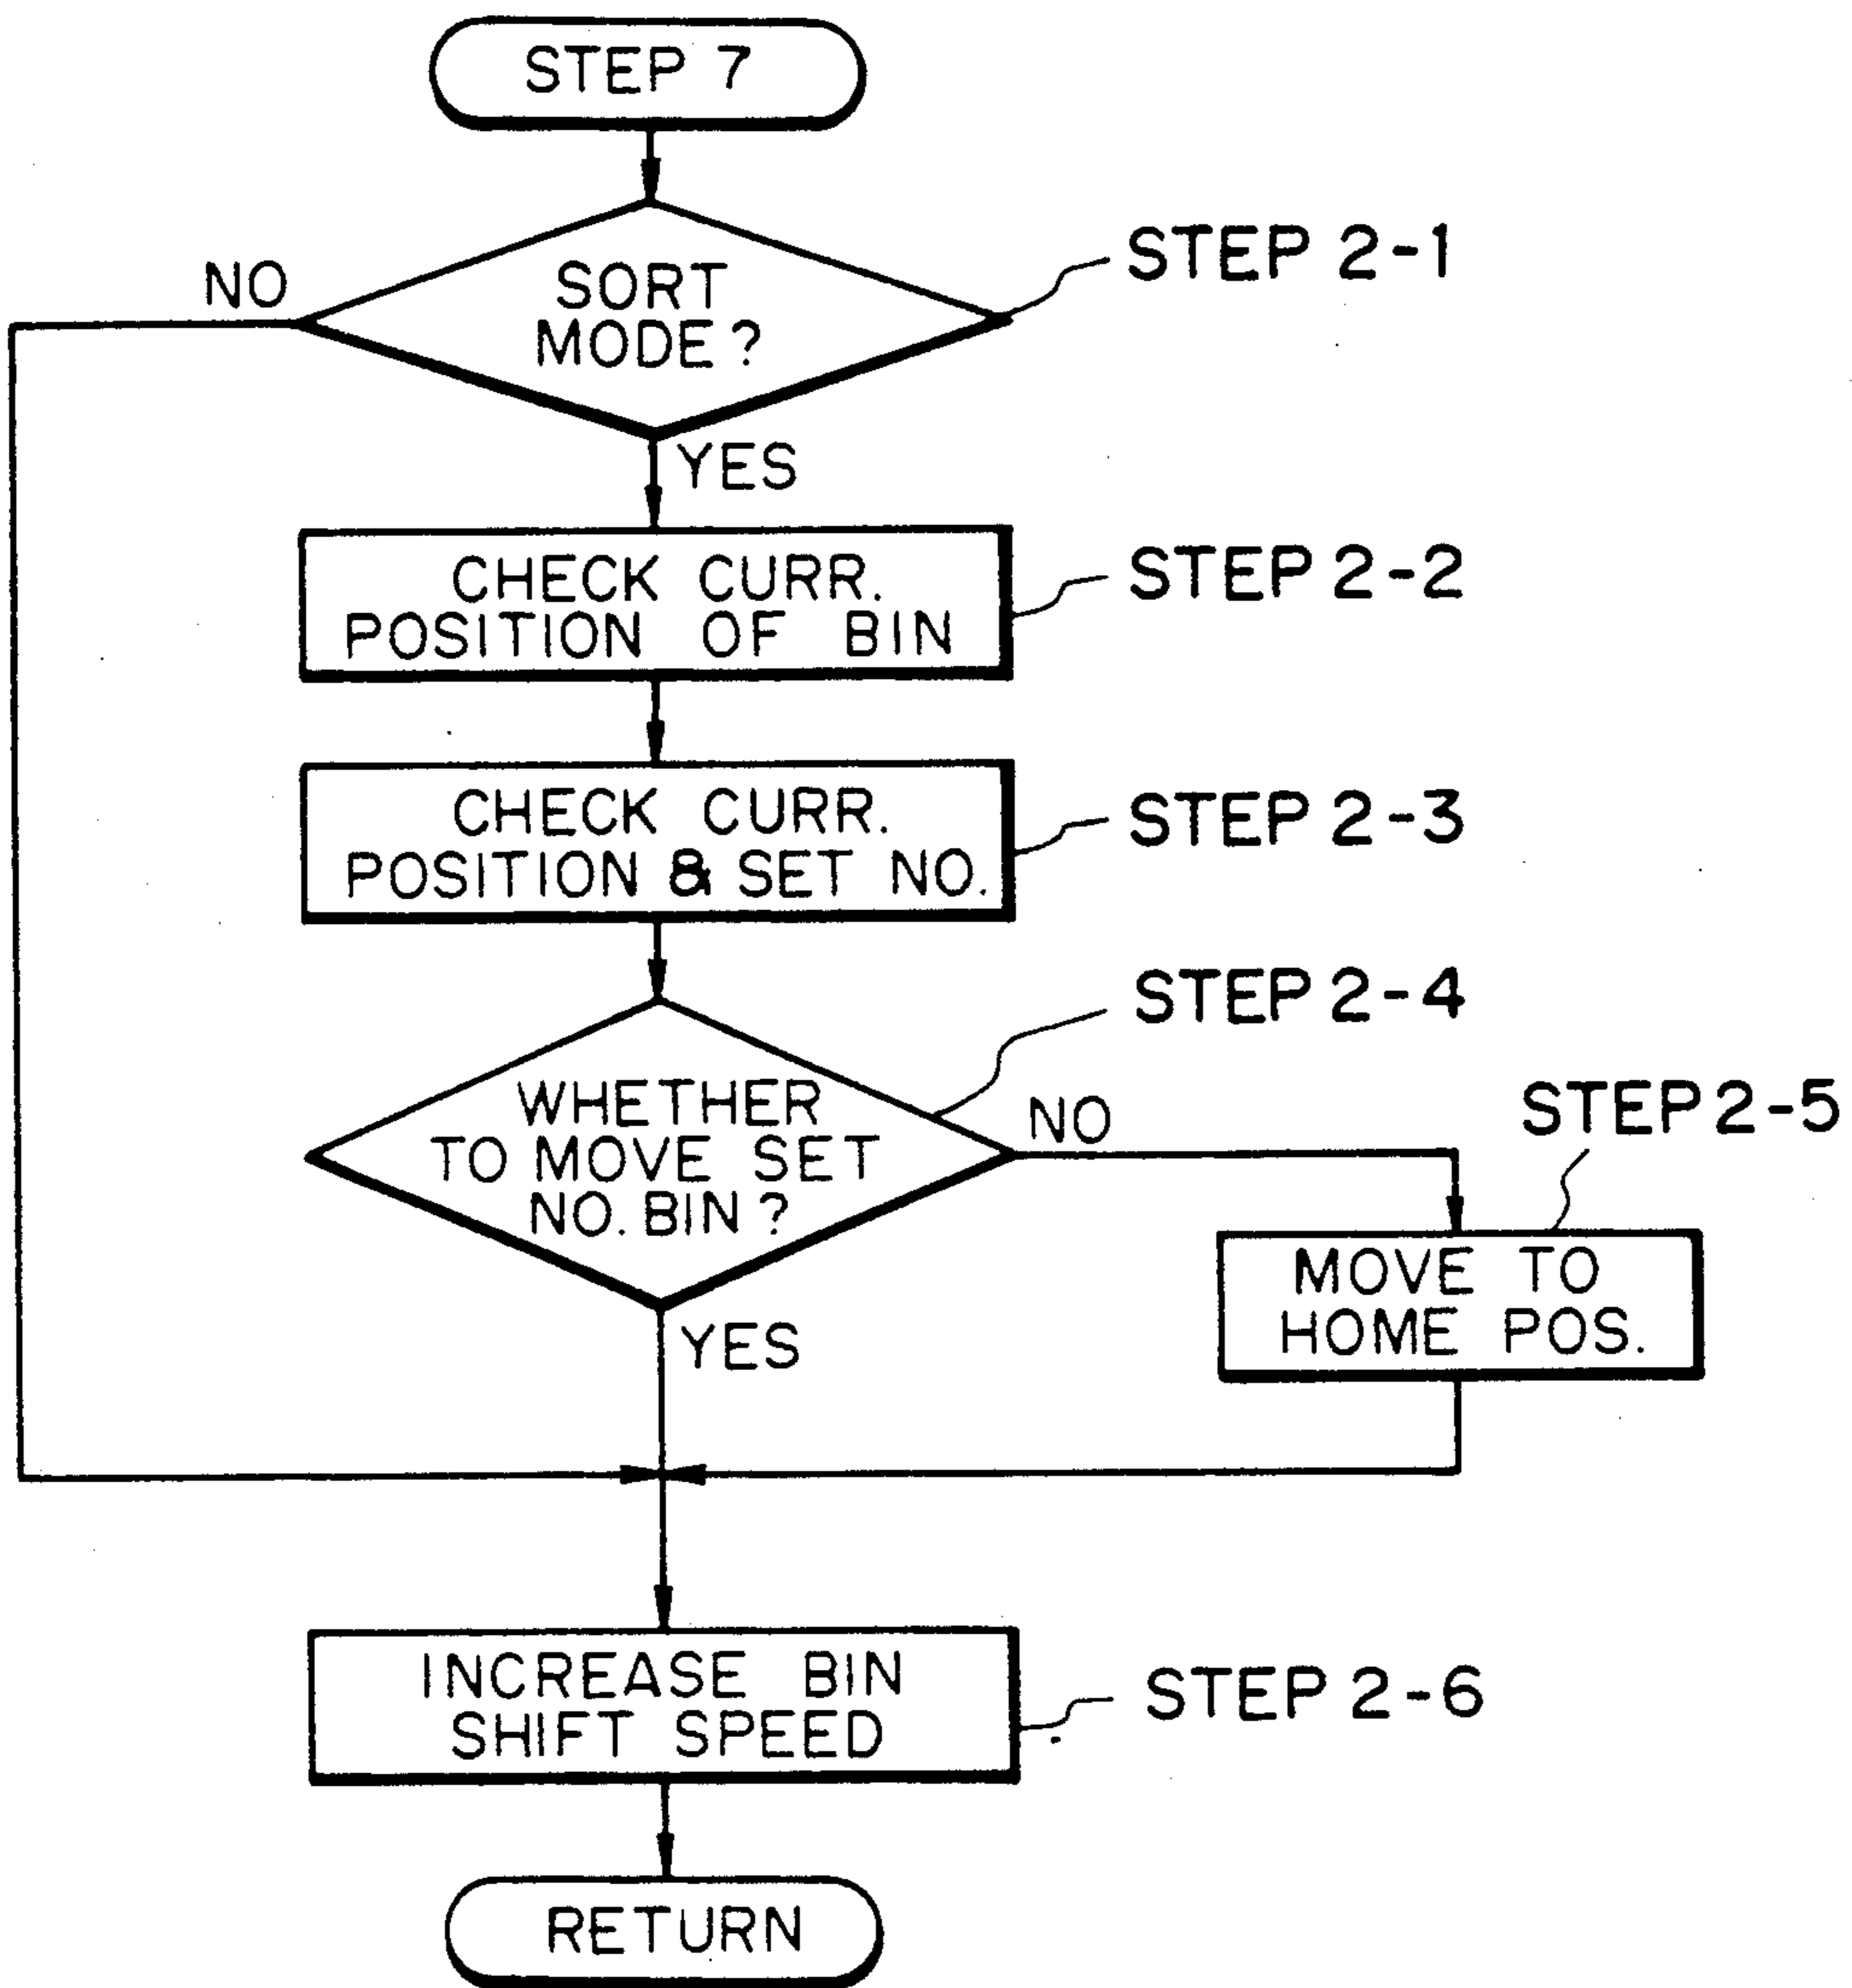 STEP 7
STEP 2-1
NO
SORT
MODE?
YES
CHECK CURR.
POSITION OF BIN
STEP 2-2
CHECK CURR.
POSITION & SET NO.
STEP 2-3
STEP 2-4
WHETHER
TO MOVE SET
NO. BIN?
NO
STEP 2-5
MOVE TO
HOME POS.
YES
INCREASE BIN
SHIFT SPEED
STEP 2-6
RETURN